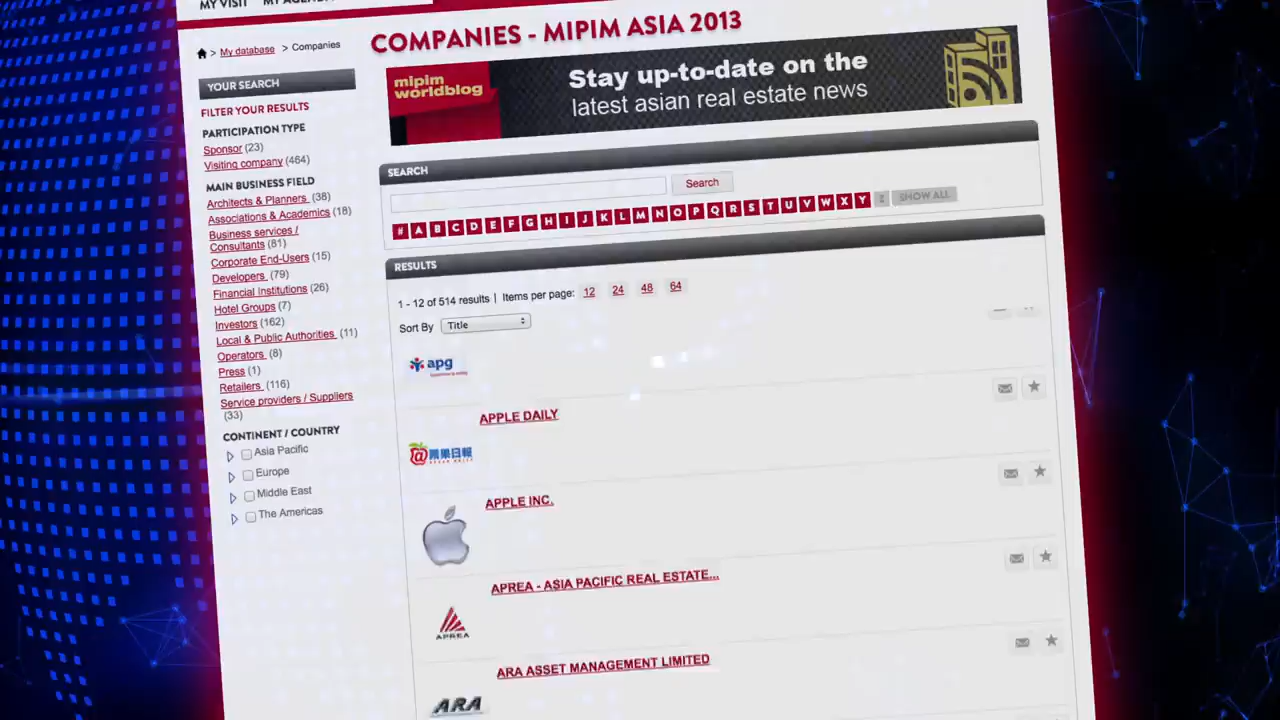 MY VISIT
COMPANIES - MIPIM ASIA 2013
> My database > Companies
YOUR SEARCH
FILTER YOUR RESULTS
PARTICIPATION TYPE
Sponsor (23)
Visiting company (464)
MAIN BUSINESS FIELD
Architects & Planners (38)
Associations & Academics (18)
Business services /
Consultants (81)
Corporate End-Users (15)
Developers (79)
Financial Institutions (26)
Hotel Groups (7)
Investors (162)
Local & Public Authorities (11)
Operators (8)
Press (1)
Retailers (116)
Service providers / Suppliers
(33)
CONTINENT / COUNTRY
Asia Pacific
Europe
Middle East
The Americas
mipim
worldblog
Stay up-to-date on the
latest asian real estate news
SEARCH
Search
# A B C D E F G H I J K L M N O P Q R S T U V W X Y Z SHOW ALL
RESULTS
1 - 12 of 514 results | Items per page: 12 24 48 64
Sort By Title
apg
APPLE DAILY
蘋果日報
APPLE DAILY
APPLE INC.
APREA - ASIA PACIFIC REAL ESTATE...
APREA
ARA ASSET MANAGEMENT LIMITED
ARA